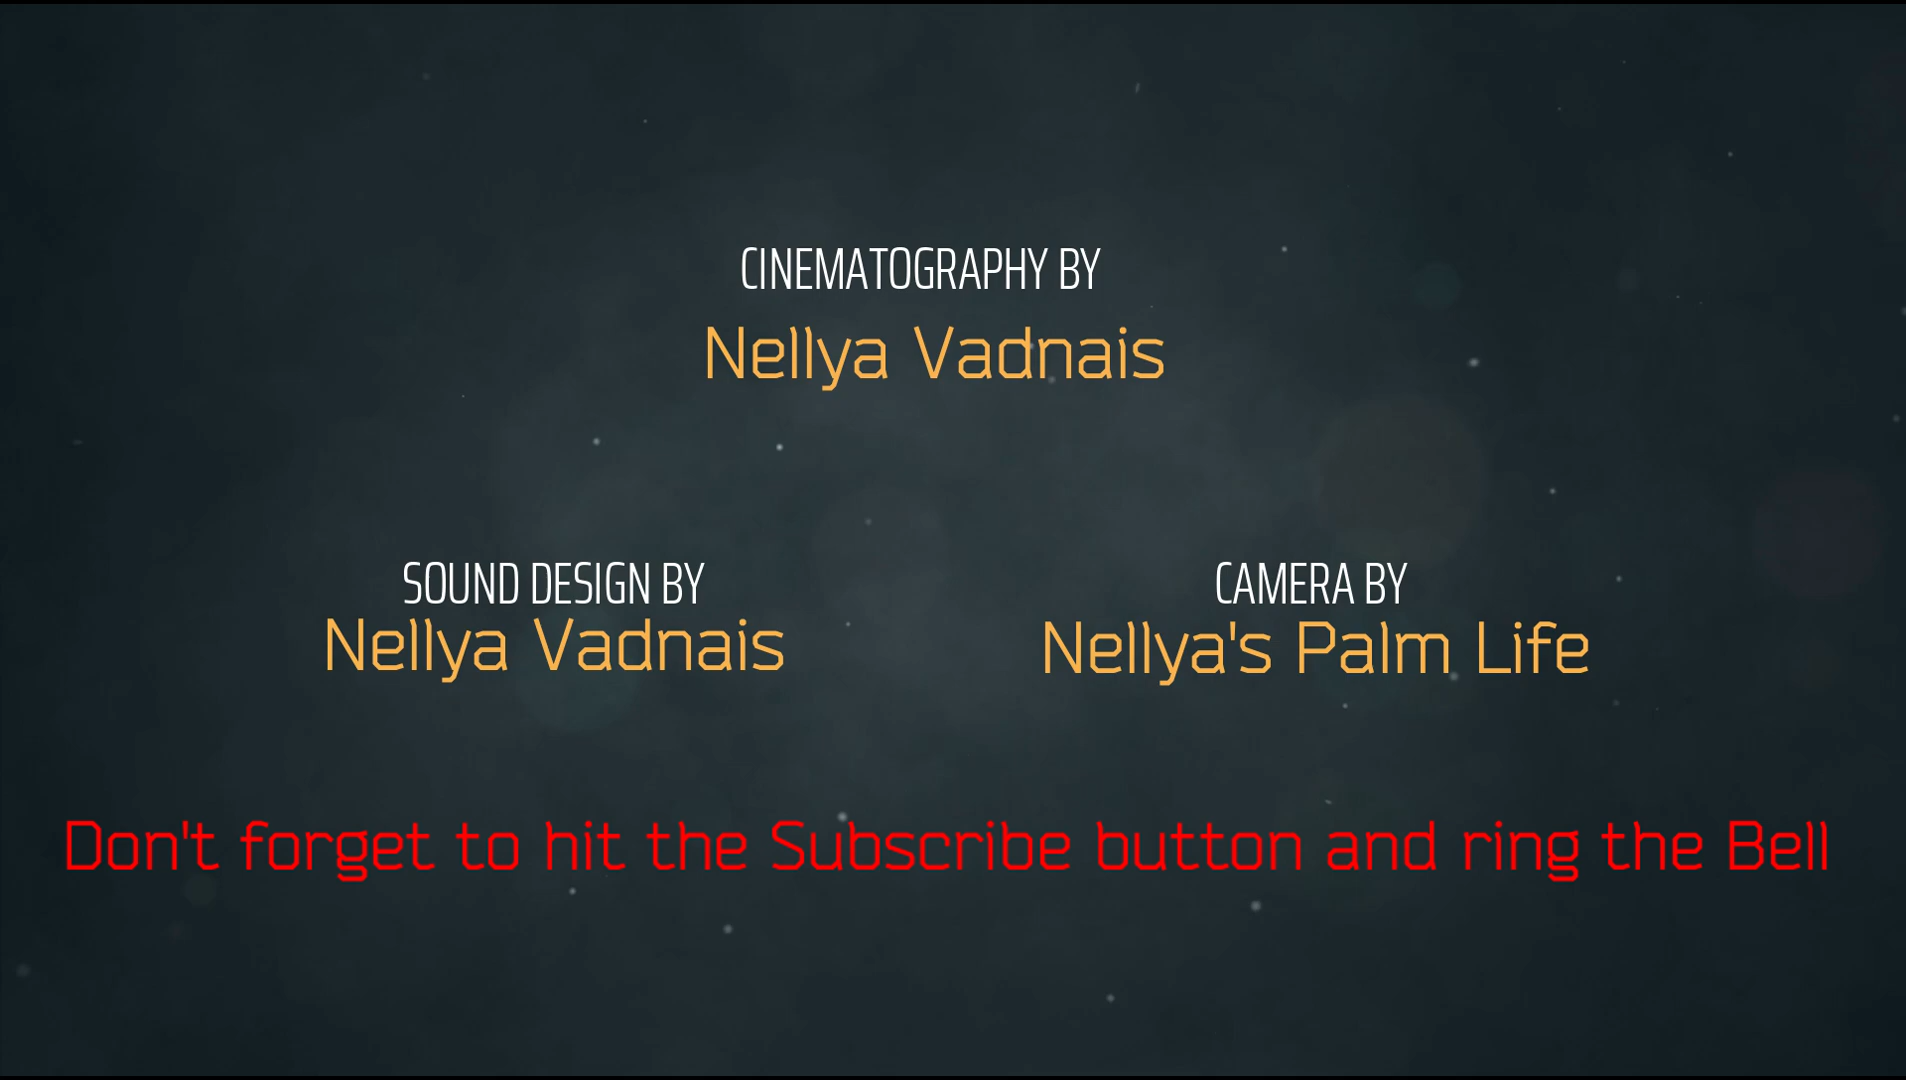 CINEMATOGRAPHY BY
Nellya Vadnais
SOUND DESIGN BY
Nellya Vadnais
CAMERA BY
Nellya's Palm Life
Don't forget to hit the Subscribe button and ring the Bell